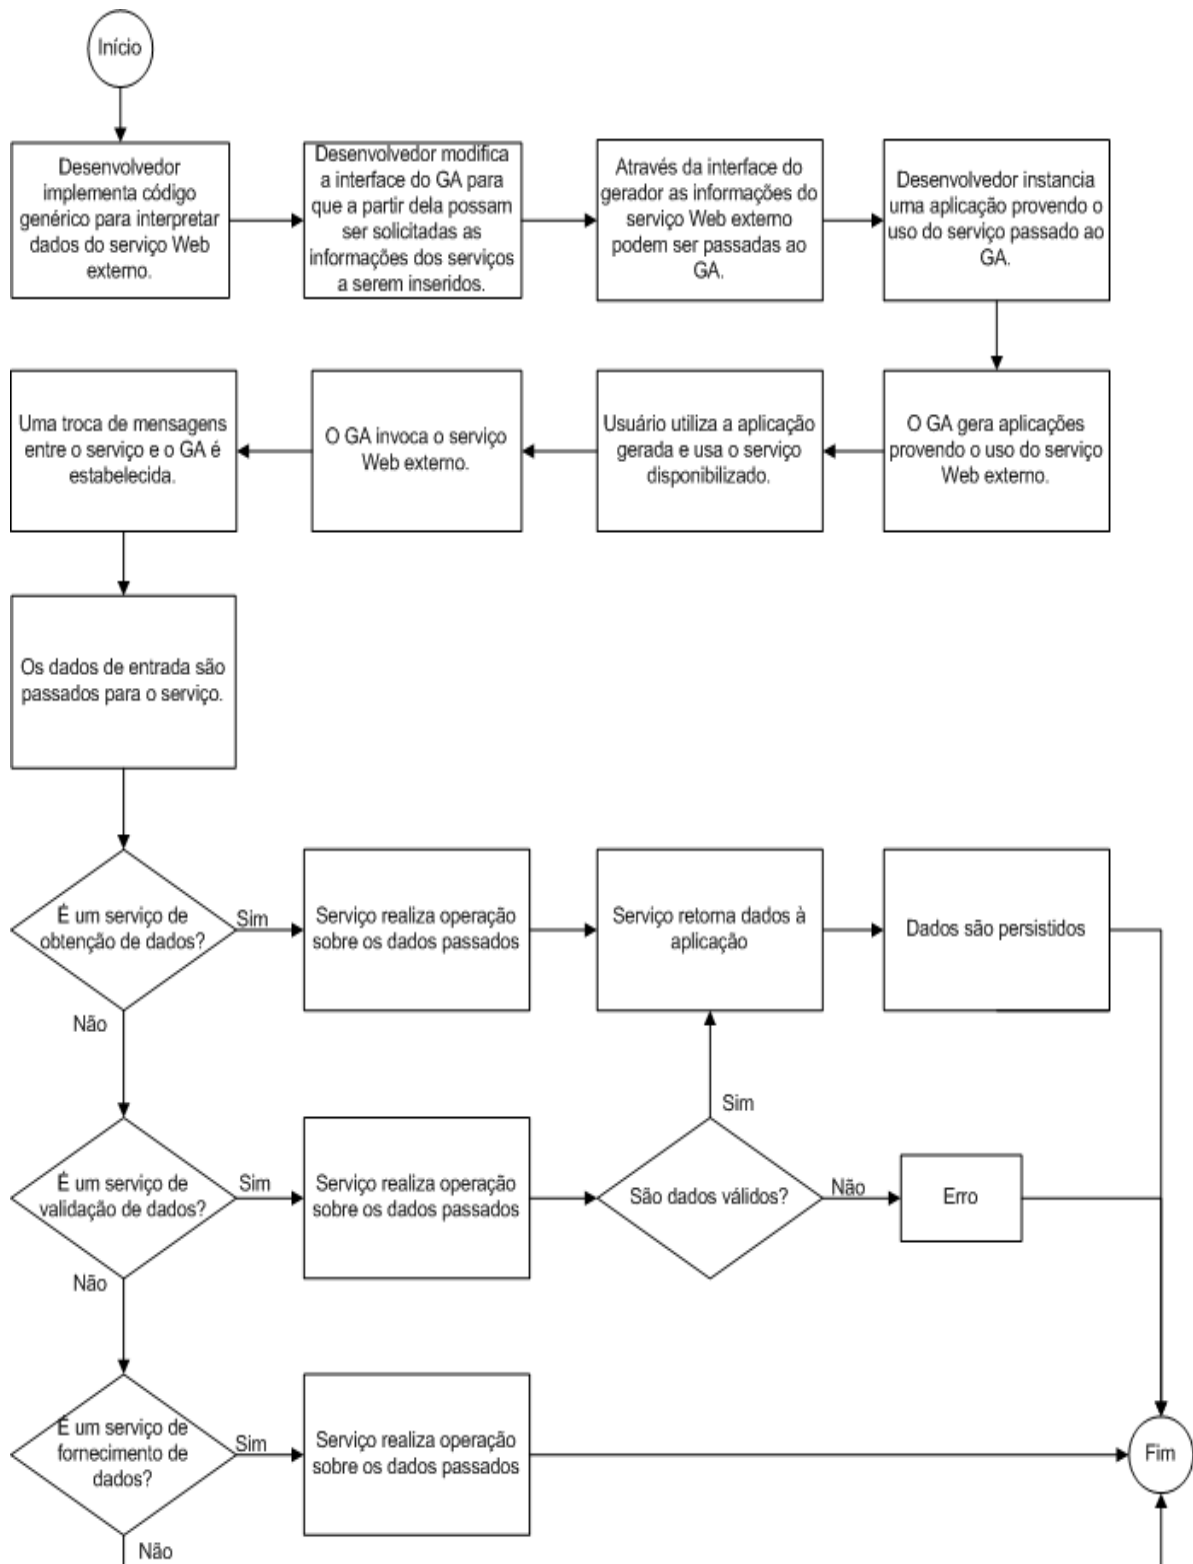 Início
Desenvolvedor
implementa código
genérico para interpretar
dados do serviço Web
externo.
Desenvolvedor modifica
a interface do GA para
que a partir dela possam
ser solicitadas as
informações dos serviços
a serem inseridos.
Através da interface do
gerador as informações do
serviço Web externo
podem ser passadas ao
GA.
Desenvolvedor instancia
uma aplicação provendo o
uso do serviço passado ao
GA.
Uma troca de mensagens
entre o serviço e o GA é
estabelecida.
O GA invoca o serviço
Web externo.
Usuário utiliza a aplicação
gerada e usa o serviço
disponibilizado.
O GA gera aplicações
provendo o uso do serviço
Web externo.
Os dados de entrada são
passados para o serviço.
É um serviço de
obtenção de dados?
Sim
Serviço realiza operação
sobre os dados passados
Serviço retorna dados à
aplicação
Dados são persistidos
Não
Sim
É um serviço de
validação de dados?
Sim
Serviço realiza operação
sobre os dados passados
São dados válidos?
Não
Erro
Não
É um serviço de
fornecimento de
dados?
Sim
Serviço realiza operação
sobre os dados passados
Fim
Não